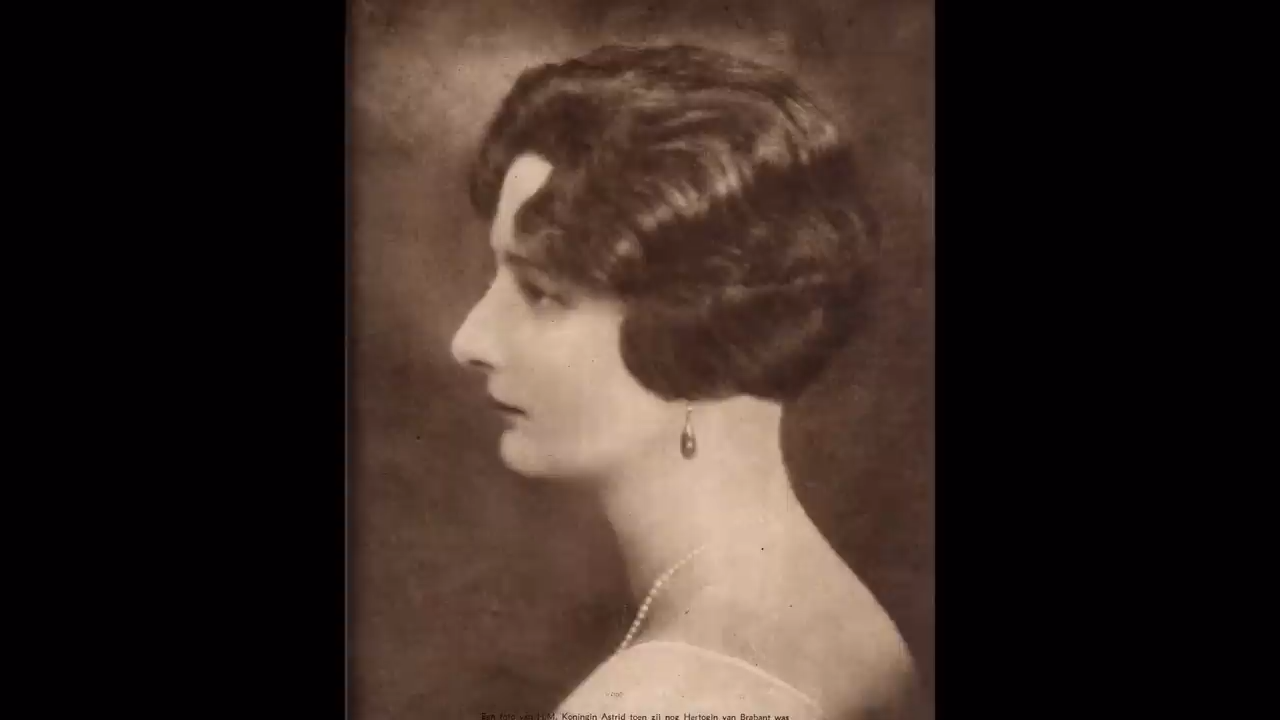 Een foto van H.M. Koningin Astrid toen zij nog Hertogin van Brabant was